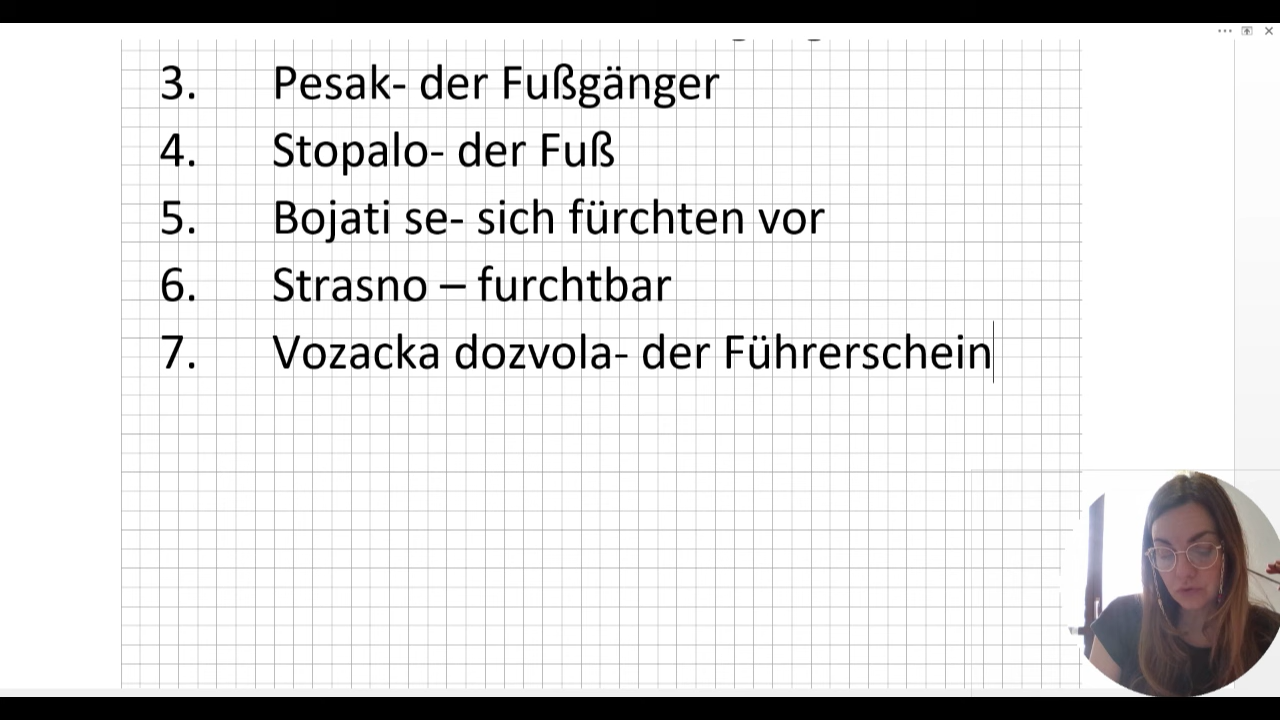 3. Pesak- der Fußgänger
4. Stopalo- der Fuß
5. Bojati se- sich fürchten vor
6. Strasno – furchtbar
7. Vozacka dozvola- der Führerschein